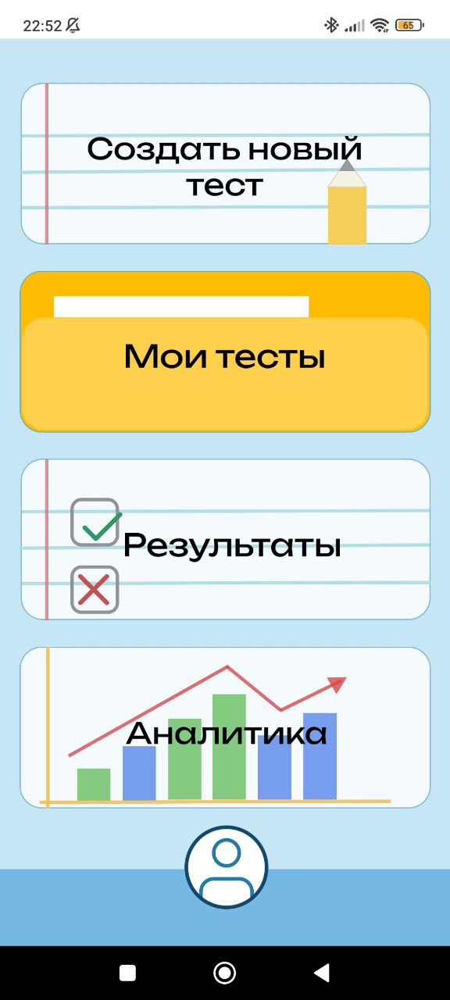 22:52
65
Создать новый
тест
Мои тесты
Результаты
Аналитика